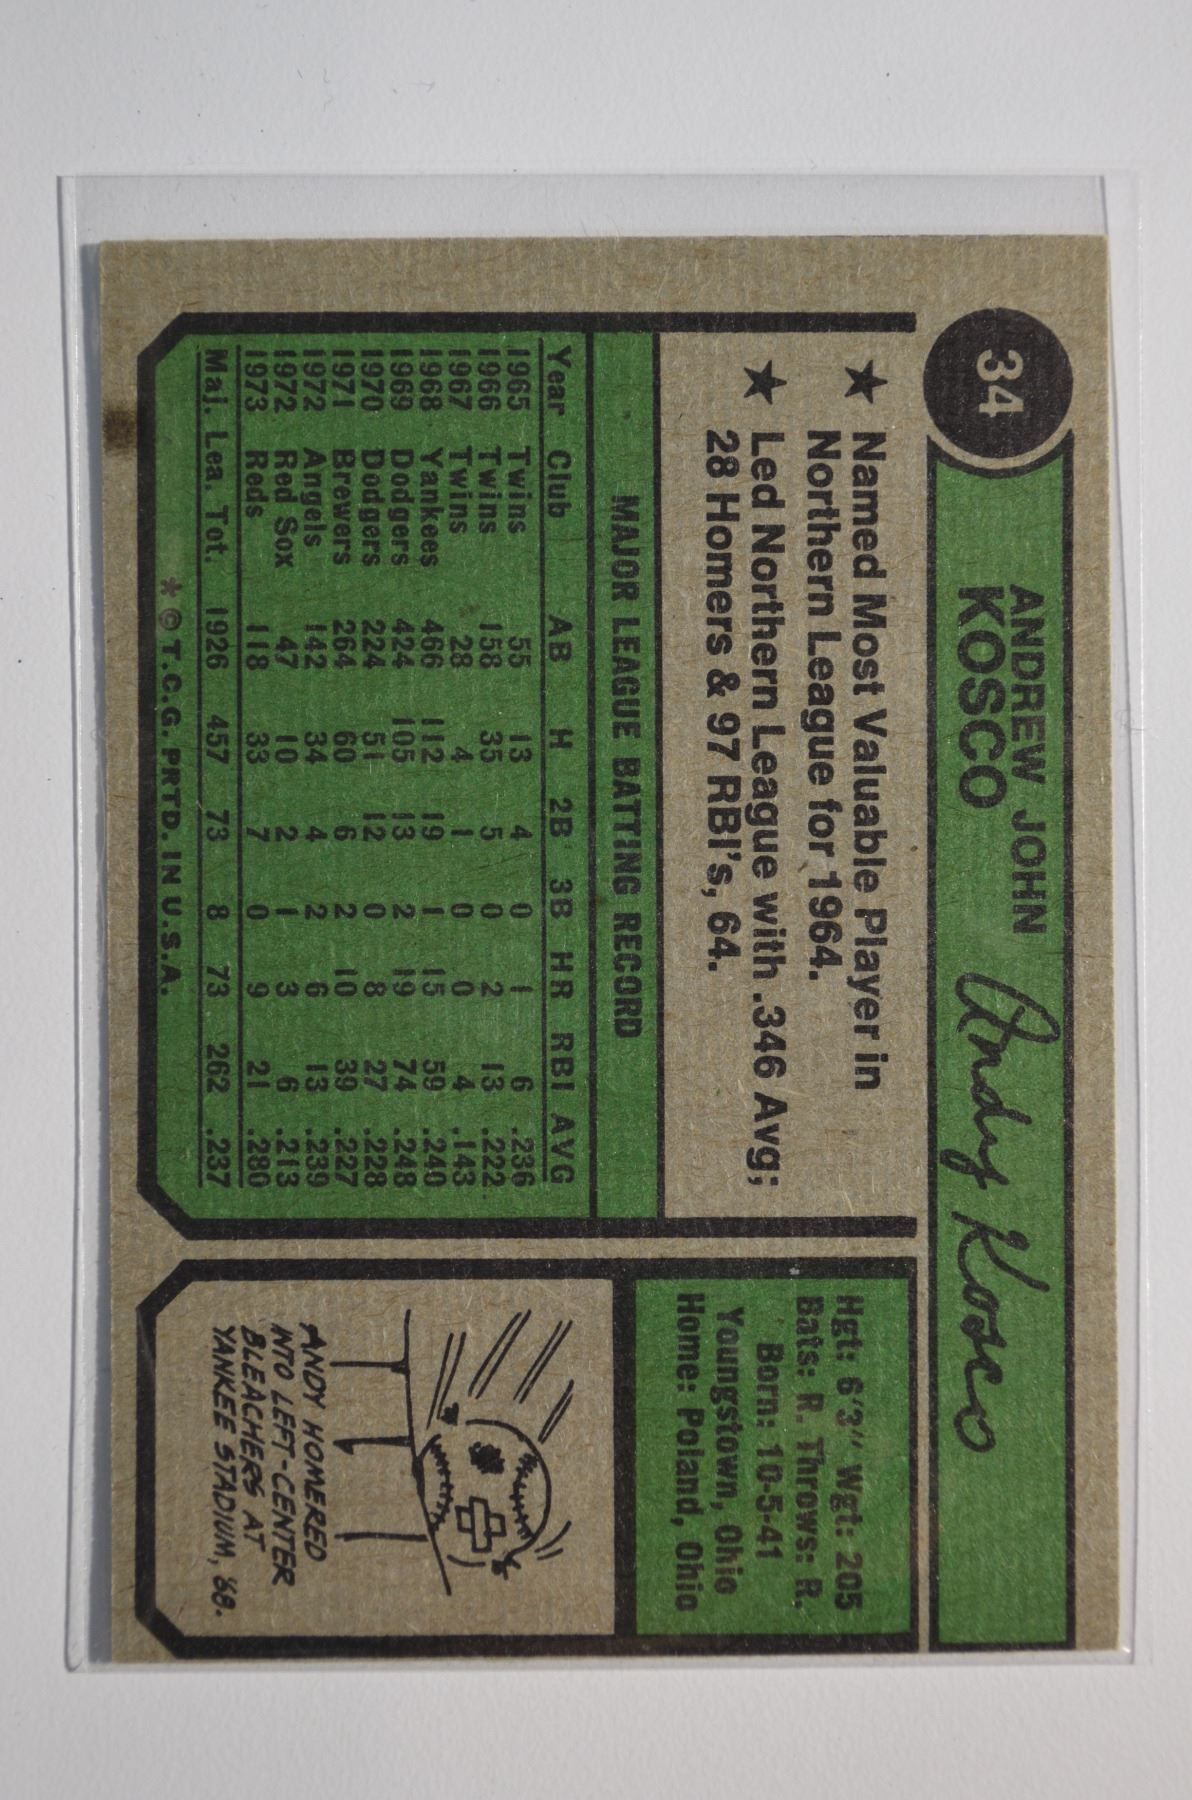 34
ANDREW JOHN
KOSCO
Andy Kosco
★ Named Most Valuable Player in
Northern League for 1964.
★ Led Northern League with .346 Avg;
28 Homers & 97 RBI's, 64.
MAJOR LEAGUE BATTING RECORD
Year Club AB H 2B 3B HR RBI AVG
1965 Twins 55 13 4 0 1 6 .236
1966 Twins 158 35 5 0 2 13 .222
1967 Twins 28 4 1 0 0 4 .143
1968 Yankees 466 112 19 1 15 59 .240
1969 Dodgers 424 105 13 2 19 74 .248
1970 Dodgers 224 51 12 0 8 27 .228
1971 Brewers 264 60 6 2 10 39 .227
1972 Angels 142 34 4 2 6 13 .239
1972 Red Sox 47 10 2 1 3 6 .213
1973 Reds 118 33 7 0 9 21 .280
Maj. Lea. Tot. 1926 457 73 8 73 262 .237
* © T.C.G. PRTD. IN U.S.A.
Hgt: 6'3" Wgt: 205
Bats: R. Throws: R.
Born: 10-5-41
Youngstown, Ohio
Home: Poland, Ohio
ANDY HOMERED
INTO LEFT-CENTER
BLEACHERS AT
YANKEE STADIUM, '68.